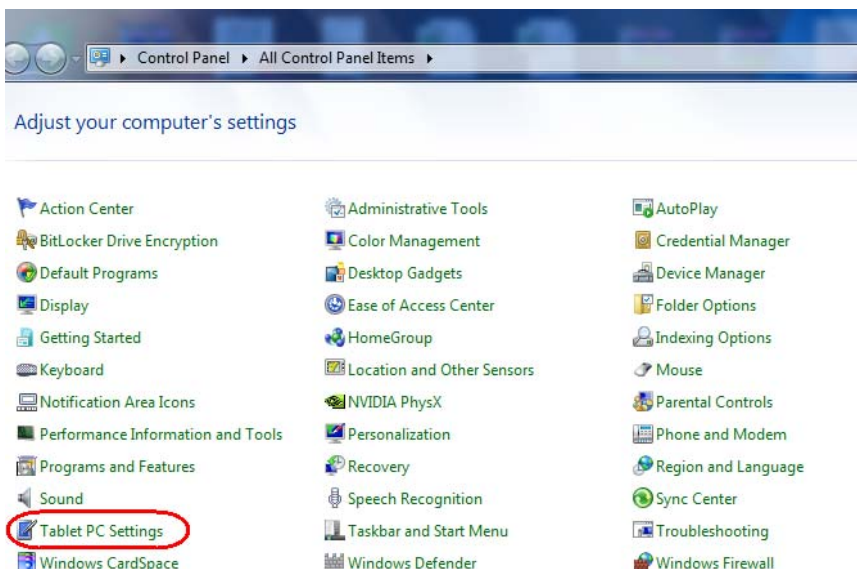 Control Panel ▸ All Control Panel Items ▸
Adjust your computer's settings
Action Center Administrative Tools AutoPlay
BitLocker Drive Encryption Color Management Credential Manager
Default Programs Desktop Gadgets Device Manager
Display Ease of Access Center Folder Options
Getting Started HomeGroup Indexing Options
Keyboard Location and Other Sensors Mouse
Notification Area Icons NVIDIA PhysX Parental Controls
Performance Information and Tools Personalization Phone and Modem
Programs and Features Recovery Region and Language
Sound Speech Recognition Sync Center
Tablet PC Settings Taskbar and Start Menu Troubleshooting
Windows CardSpace Windows Defender Windows Firewall